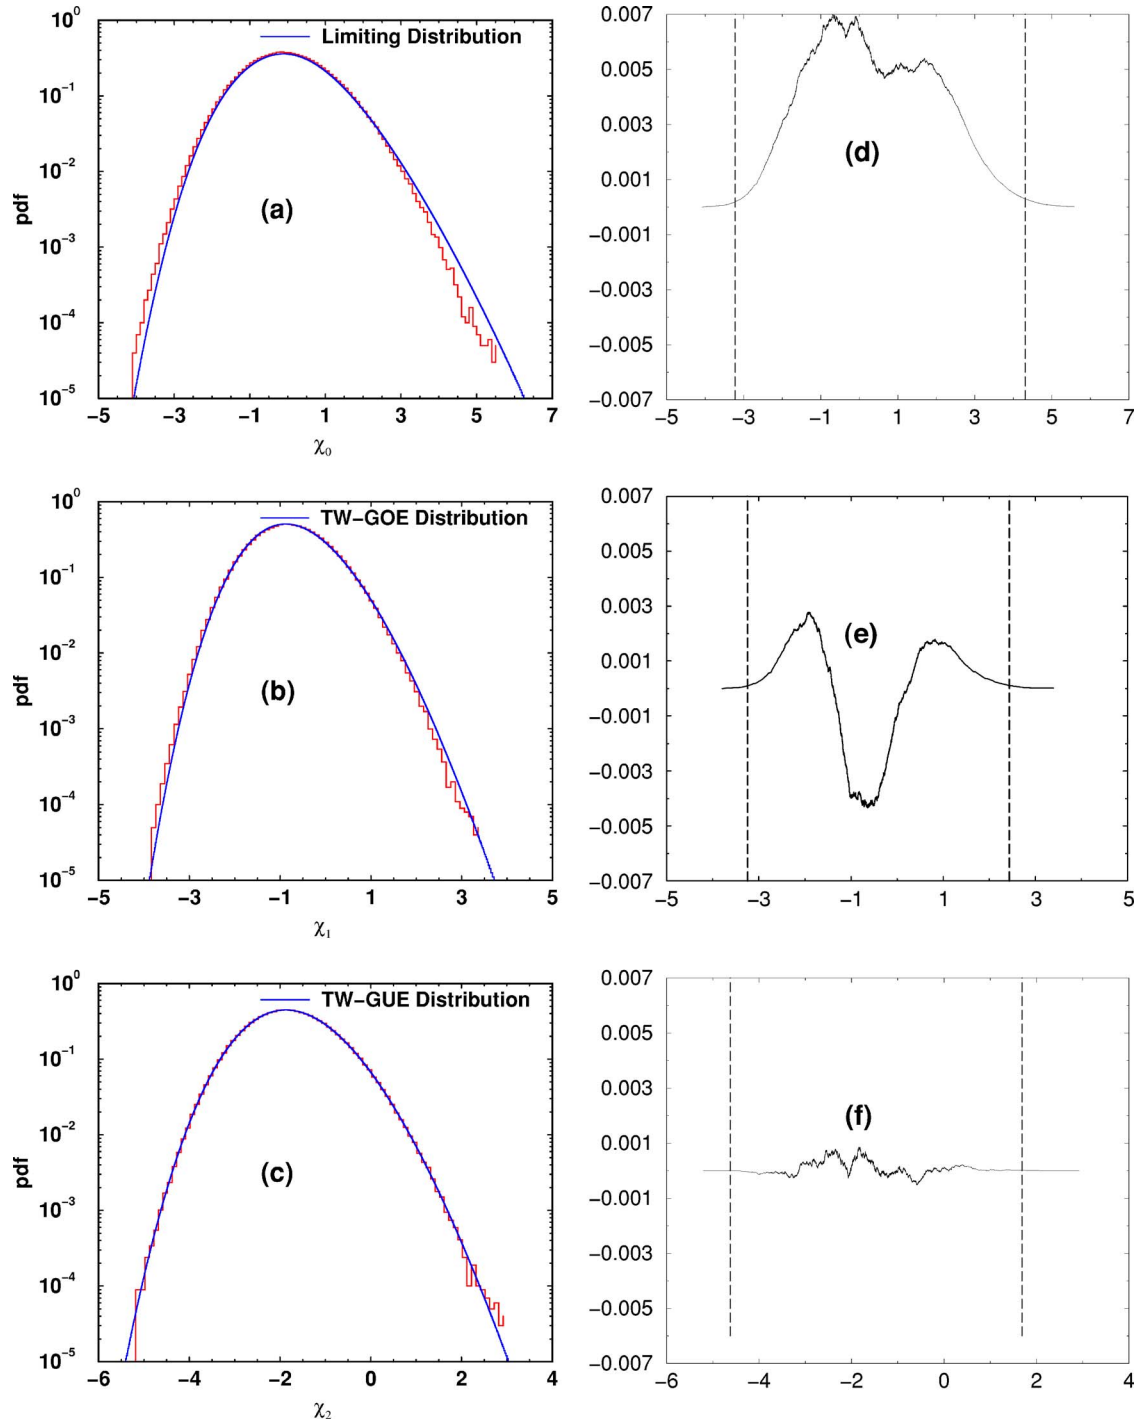 10⁰
10⁻¹
10⁻²
10⁻³
10⁻⁴
10⁻⁵
pdf
Limiting Distribution
(a)
−5 −3 −1 1 3 5 7
χ₀
0.007
0.005
0.003
0.001
−0.001
−0.003
−0.005
−0.007
(d)
−5 −3 −1 1 3 5 7
10⁰
10⁻¹
10⁻²
10⁻³
10⁻⁴
10⁻⁵
pdf
TW−GOE Distribution
(b)
−5 −3 −1 1 3 5
χ₁
0.007
0.005
0.003
0.001
−0.001
−0.003
−0.005
−0.007
(e)
−5 −3 −1 1 3 5
10⁰
10⁻¹
10⁻²
10⁻³
10⁻⁴
10⁻⁵
pdf
TW−GUE Distribution
(c)
−6 −4 −2 0 2 4
χ₂
0.007
0.005
0.003
0.001
−0.001
−0.003
−0.005
−0.007
(f)
−6 −4 −2 0 2 4